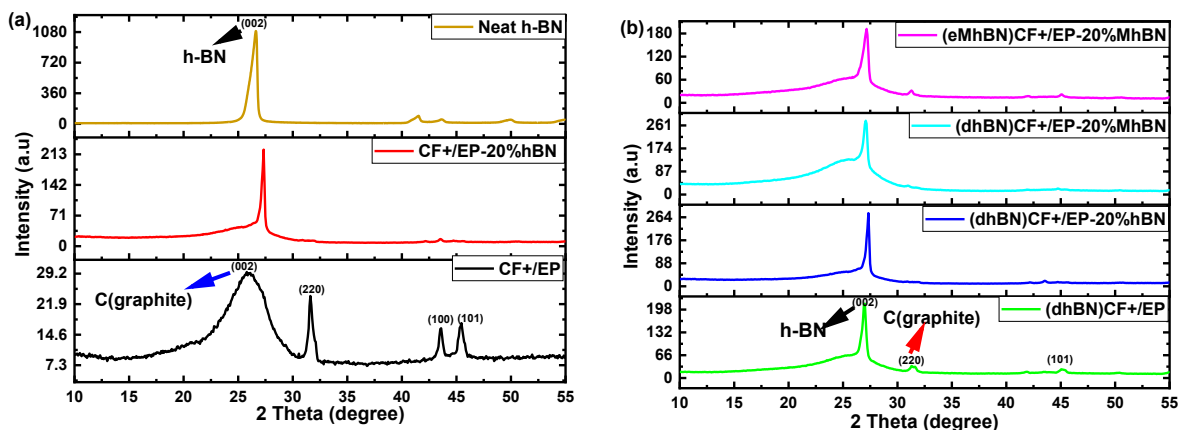 (a)
Intensity (a.u)
1080
720
360
0
(002)
h-BN
Neat h-BN
213
142
71
0
CF+/EP-20%hBN
29.2
21.9
14.6
7.3
(002)
C(graphite)
(220)
(100)
(101)
CF+/EP
10 15 20 25 30 35 40 45 50 55
2 Theta (degree)
(b)
Intensity (a.u)
180
120
60
0
(eMhBN)CF+/EP-20%MhBN
261
174
87
0
(dhBN)CF+/EP-20%MhBN
264
176
88
0
(dhBN)CF+/EP-20%hBN
198
132
66
0
(002)
h-BN
C(graphite)
(220)
(101)
(dhBN)CF+/EP
10 15 20 25 30 35 40 45 50 55
2 Theta (degree)